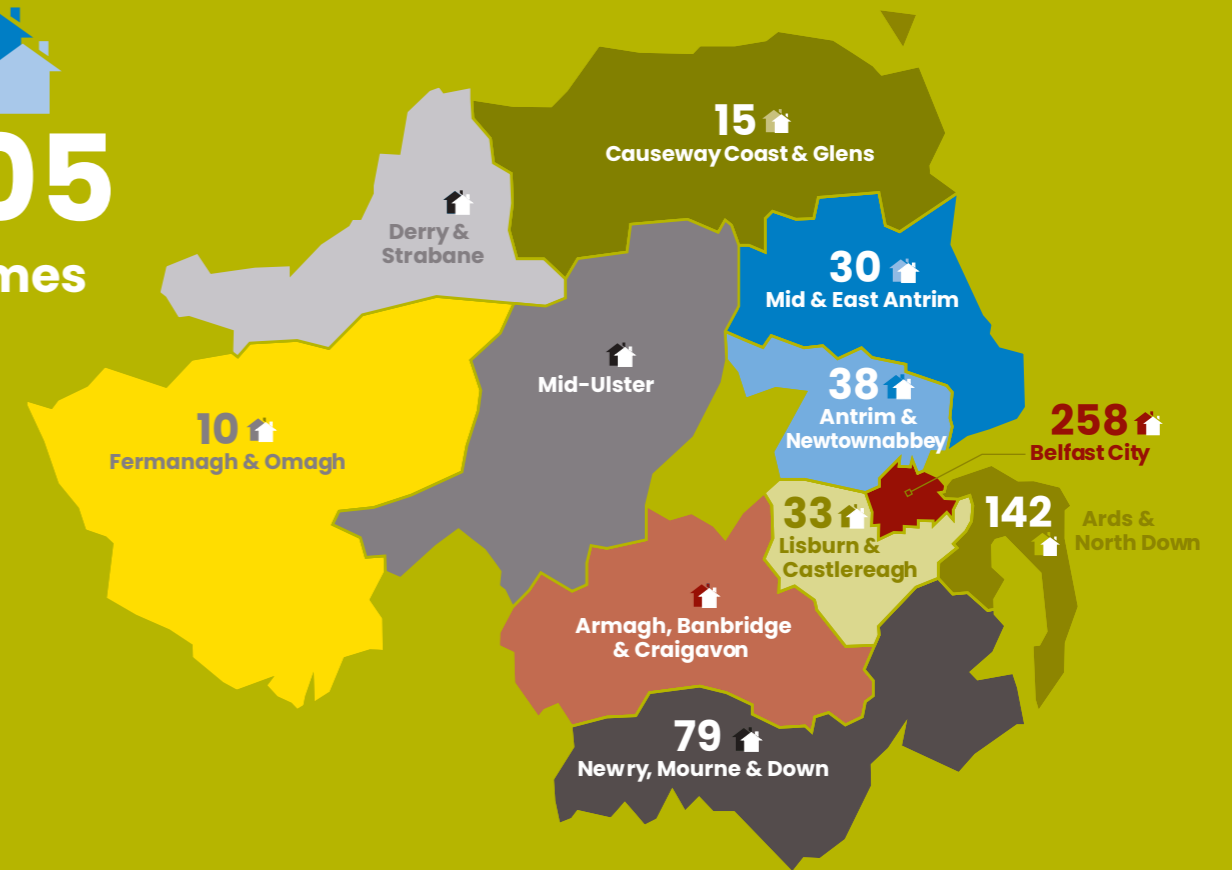 05
mes
15
Causeway Coast & Glens
Derry &
Strabane
30
Mid & East Antrim
Mid-Ulster
38
Antrim &
Newtownabbey
10
Fermanagh & Omagh
258
Belfast City
33
Lisburn &
Castlereagh
142
Ards &
North Down
Armagh, Banbridge
& Craigavon
79
Newry, Mourne & Down